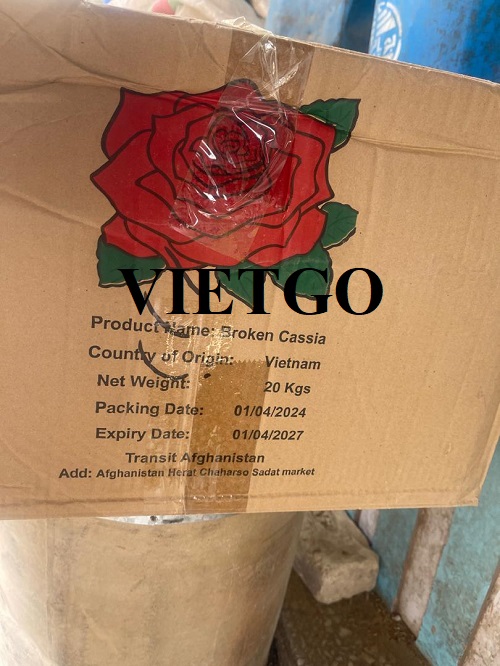 VIETGO
Product Name: Broken Cassia
Country of Origin: Vietnam
Net Weight: 20 Kgs
Packing Date: 01/04/2024
Expiry Date: 01/04/2027
Transit Afghanistan
Add: Afghanistan Herat Chaharso Sadat market